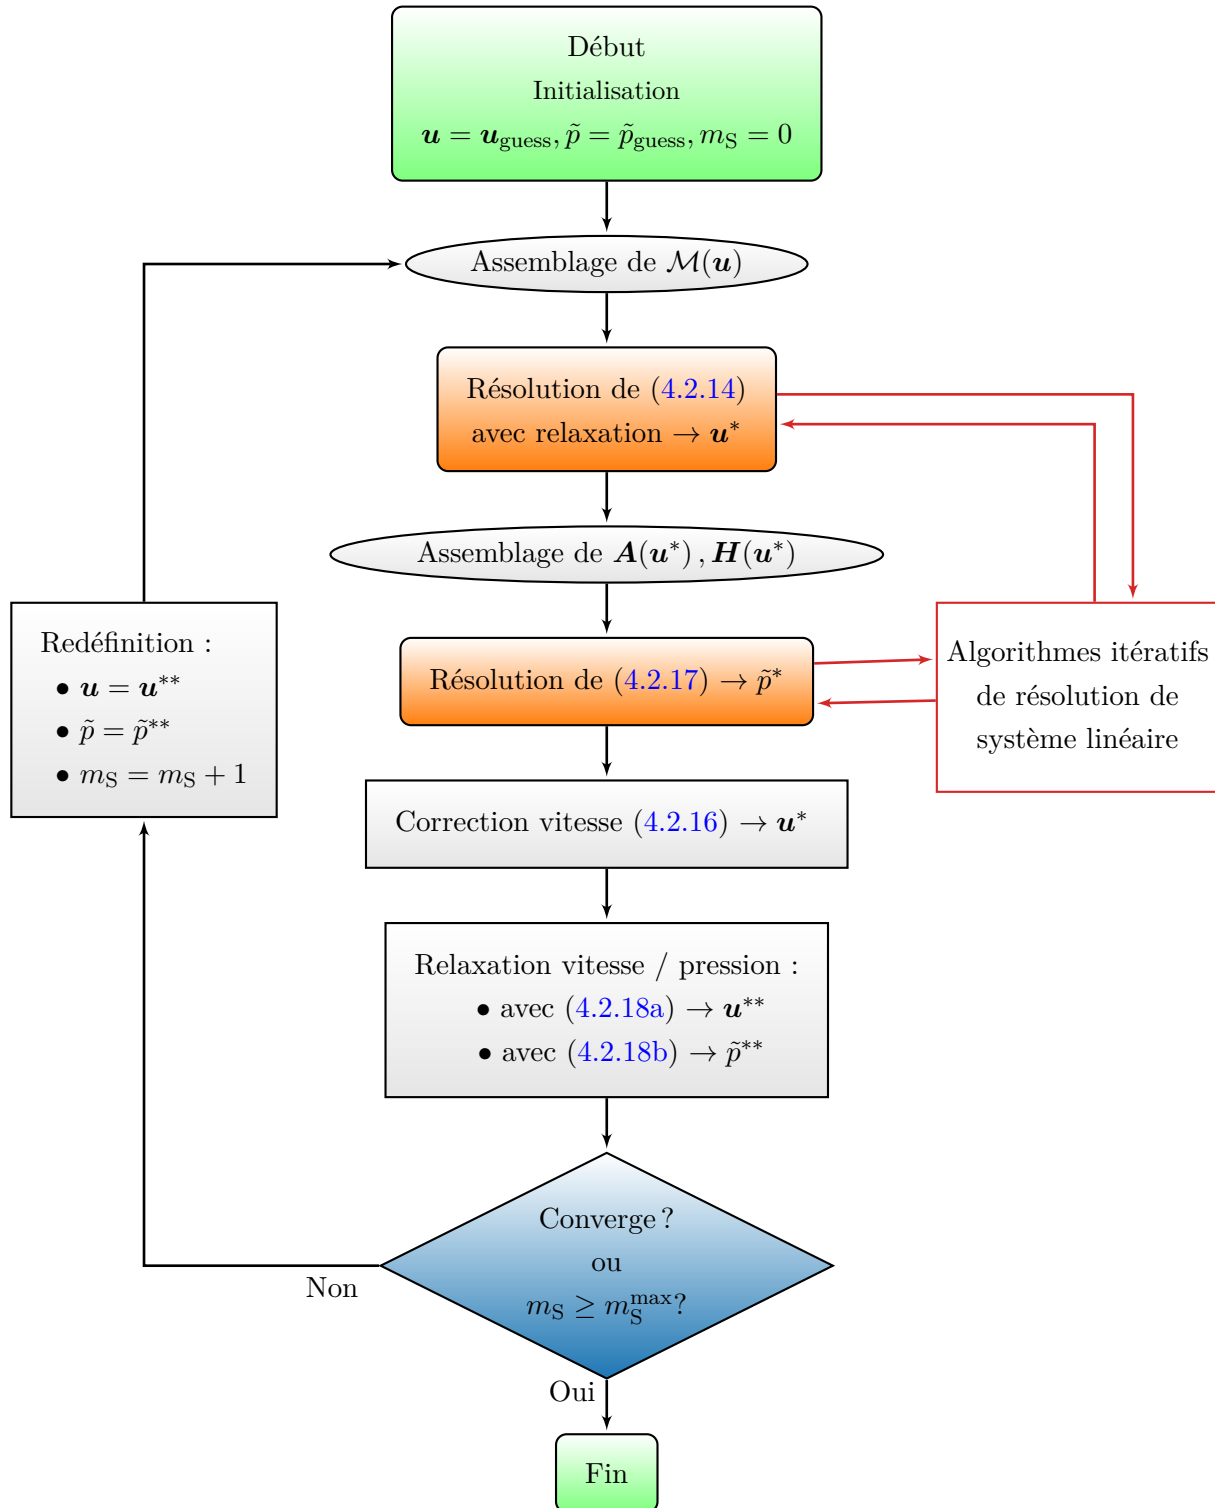 Début
Initialisation
𝒖 = 𝒖_guess, p̃ = p̃_guess, m_S = 0
Assemblage de ℳ(𝒖)
Résolution de (4.2.14)
avec relaxation → 𝒖*
Assemblage de 𝑨(𝒖*) , 𝑯(𝒖*)
Redéfinition :
• 𝒖 = 𝒖**
• p̃ = p̃**
• m_S = m_S + 1
Résolution de (4.2.17) → p̃*
Algorithmes itératifs
de résolution de
système linéaire
Correction vitesse (4.2.16) → 𝒖*
Relaxation vitesse / pression :
• avec (4.2.18a) → 𝒖**
• avec (4.2.18b) → p̃**
Converge ?
ou
m_S ≥ m_S^max?
Non
Oui
Fin